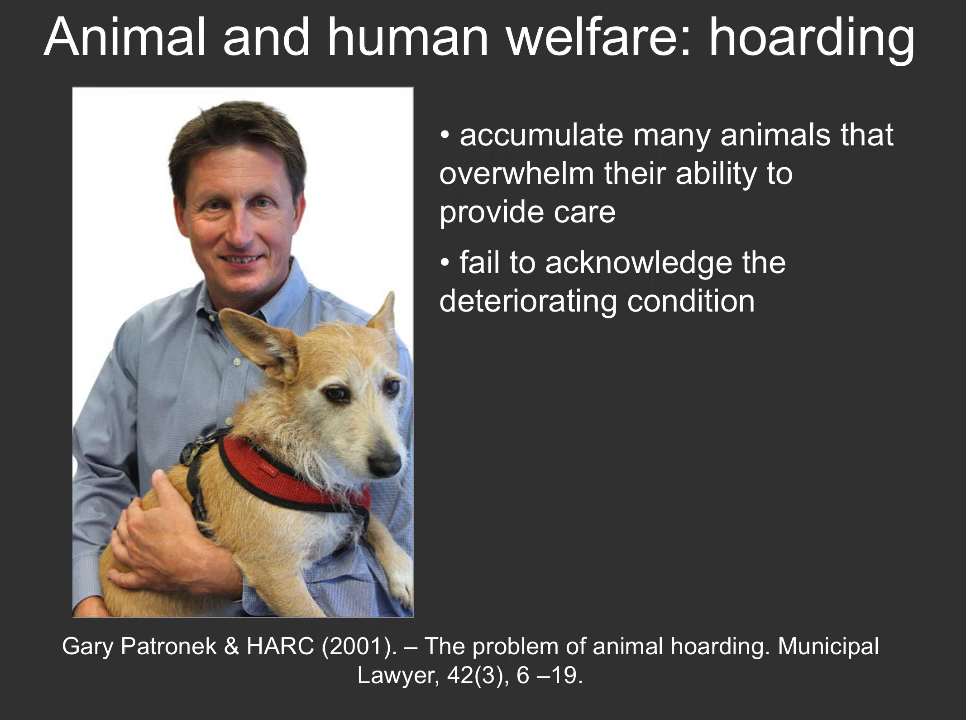 Animal and human welfare: hoarding
• accumulate many animals that
overwhelm their ability to
provide care
• fail to acknowledge the
deteriorating condition
Gary Patronek & HARC (2001). – The problem of animal hoarding. Municipal
Lawyer, 42(3), 6 –19.